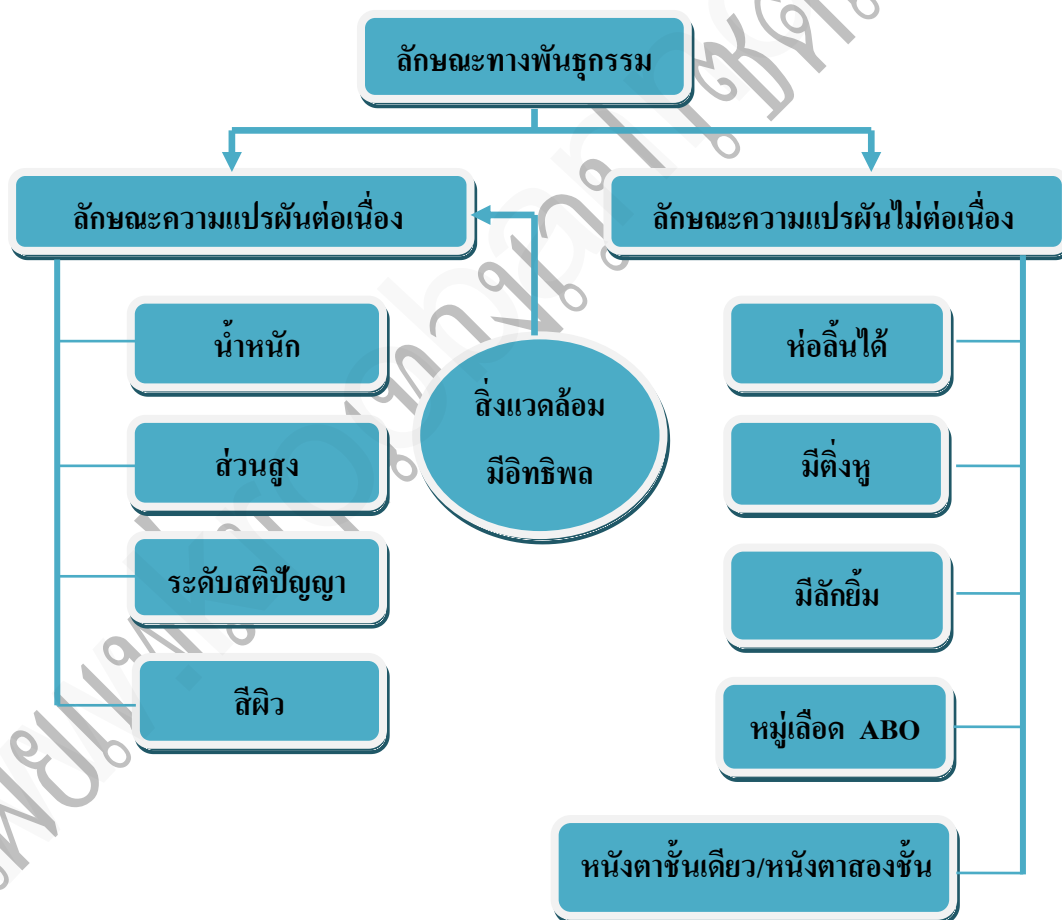 ลักษณะทางพันธุกรรม
ลักษณะความแปรผันต่อเนื่อง
ลักษณะความแปรผันไม่ต่อเนื่อง
น้ำหนัก
ส่วนสูง
ระดับสติปัญญา
สีผิว
สิ่งแวดล้อม
มีอิทธิพล
ห่อลิ้นได้
มีติ่งหู
มีลักยิ้ม
หมู่เลือด ABO
หนังตาชั้นเดียว/หนังตาสองชั้น